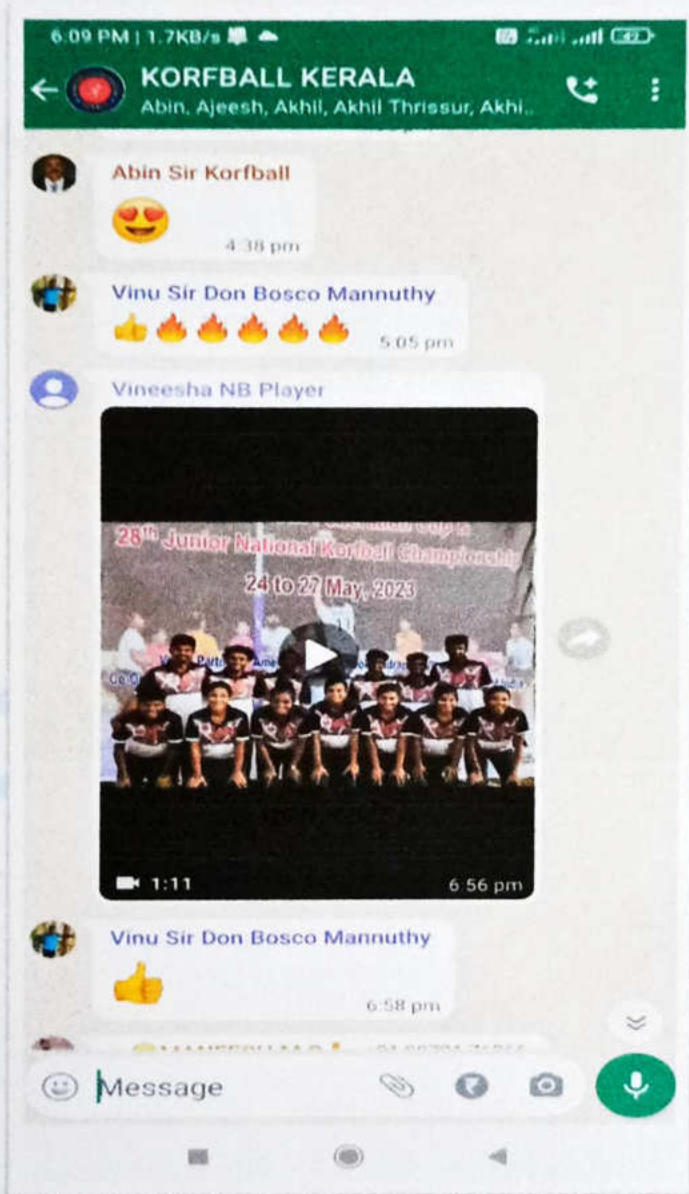 6:09 PM | 1.7KB/s
KORFBALL KERALA
Abin, Ajeesh, Akhil, Akhil Thrissur, Akhi..
Abin Sir Korfball
4:38 pm
Vinu Sir Don Bosco Mannuthy
5:05 pm
Vineesha NB Player
28th Junior National Korfball Championship
24 to 27 May, 2023
1:11
6:56 pm
Vinu Sir Don Bosco Mannuthy
6:58 pm
Message